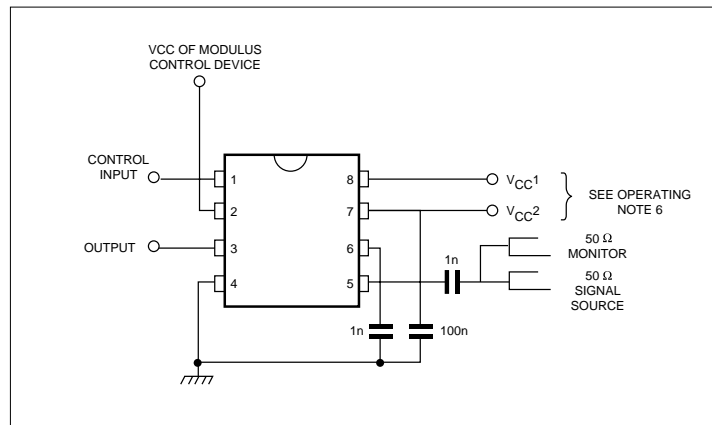 VCC OF MODULUS
CONTROL DEVICE
CONTROL
INPUT
OUTPUT
1
2
3
4
8
7
6
5
VCC1
VCC2
SEE OPERATING
NOTE 6
1n
50 Ω
MONITOR
50 Ω
SIGNAL
SOURCE
1n
100n